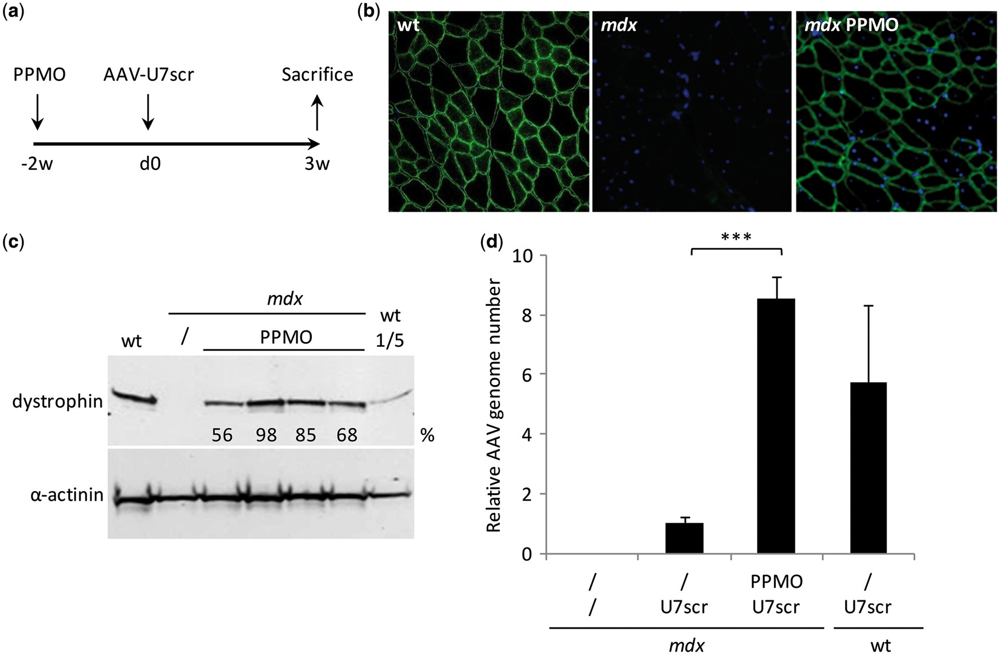 (a)
PPMO AAV-U7scr Sacrifice
-2w d0 3w
(b)
wt mdx mdx PPMO
(c)
mdx
wt / PPMO wt
1/5
dystrophin
56 98 85 68 %
α-actinin
(d)
***
Relative AAV genome number
10
8
6
4
2
0
/ / PPMO /
/ U7scr U7scr U7scr
mdx wt